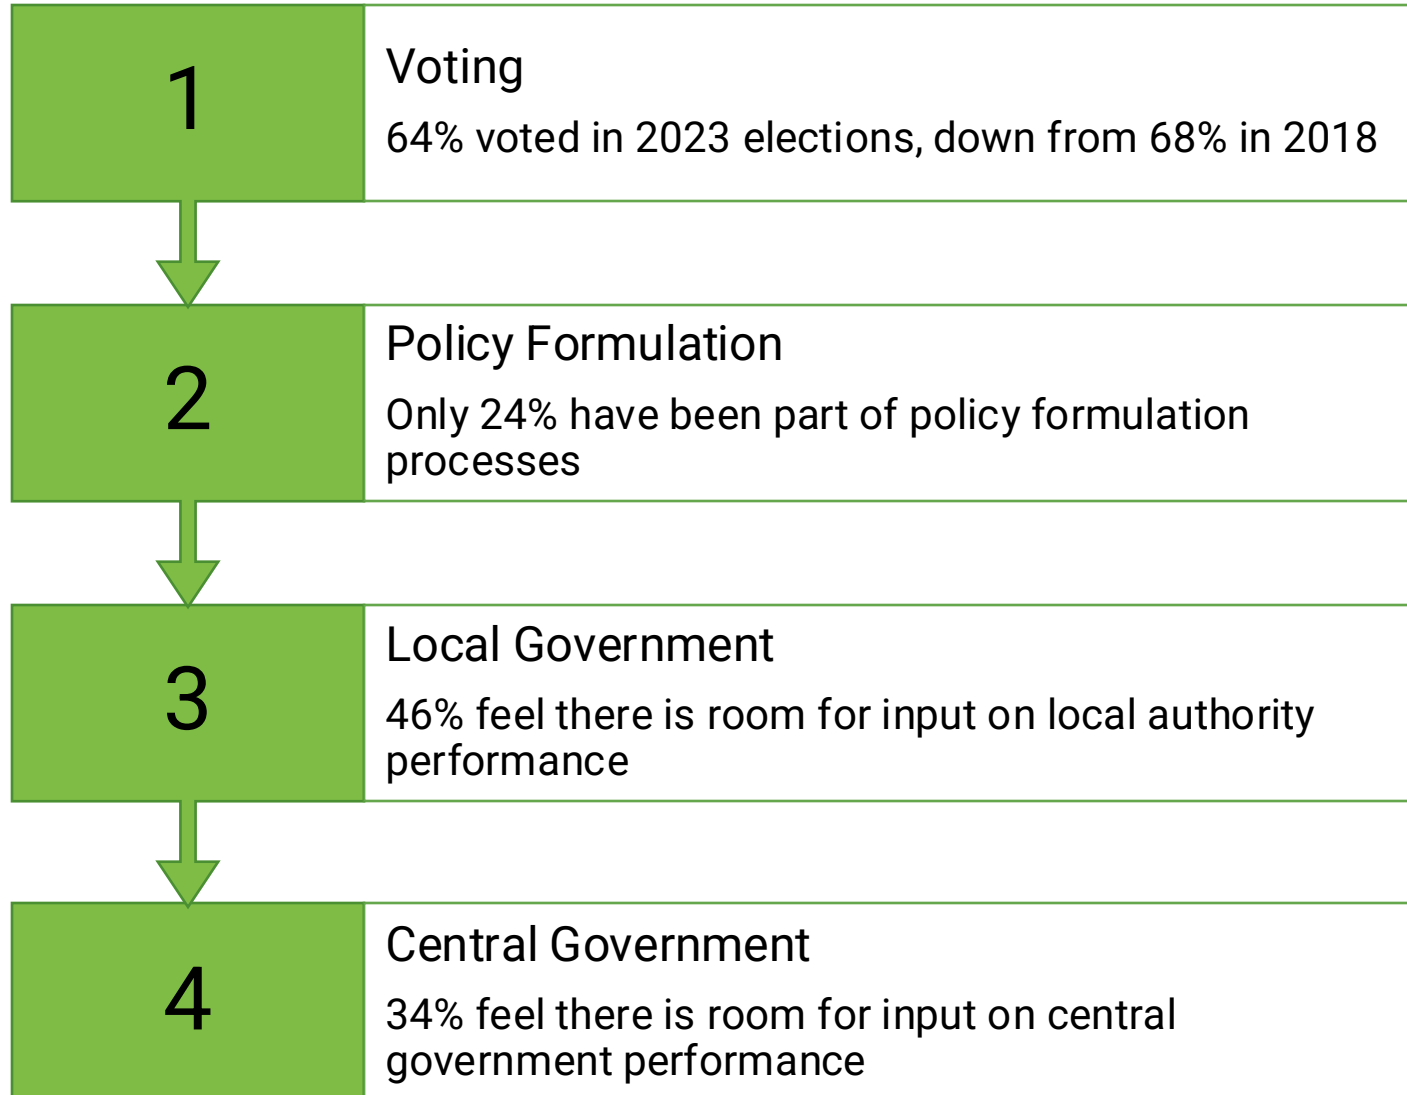 1
Voting
64% voted in 2023 elections, down from 68% in 2018
2
Policy Formulation
Only 24% have been part of policy formulation
processes
3
Local Government
46% feel there is room for input on local authority
performance
4
Central Government
34% feel there is room for input on central
government performance